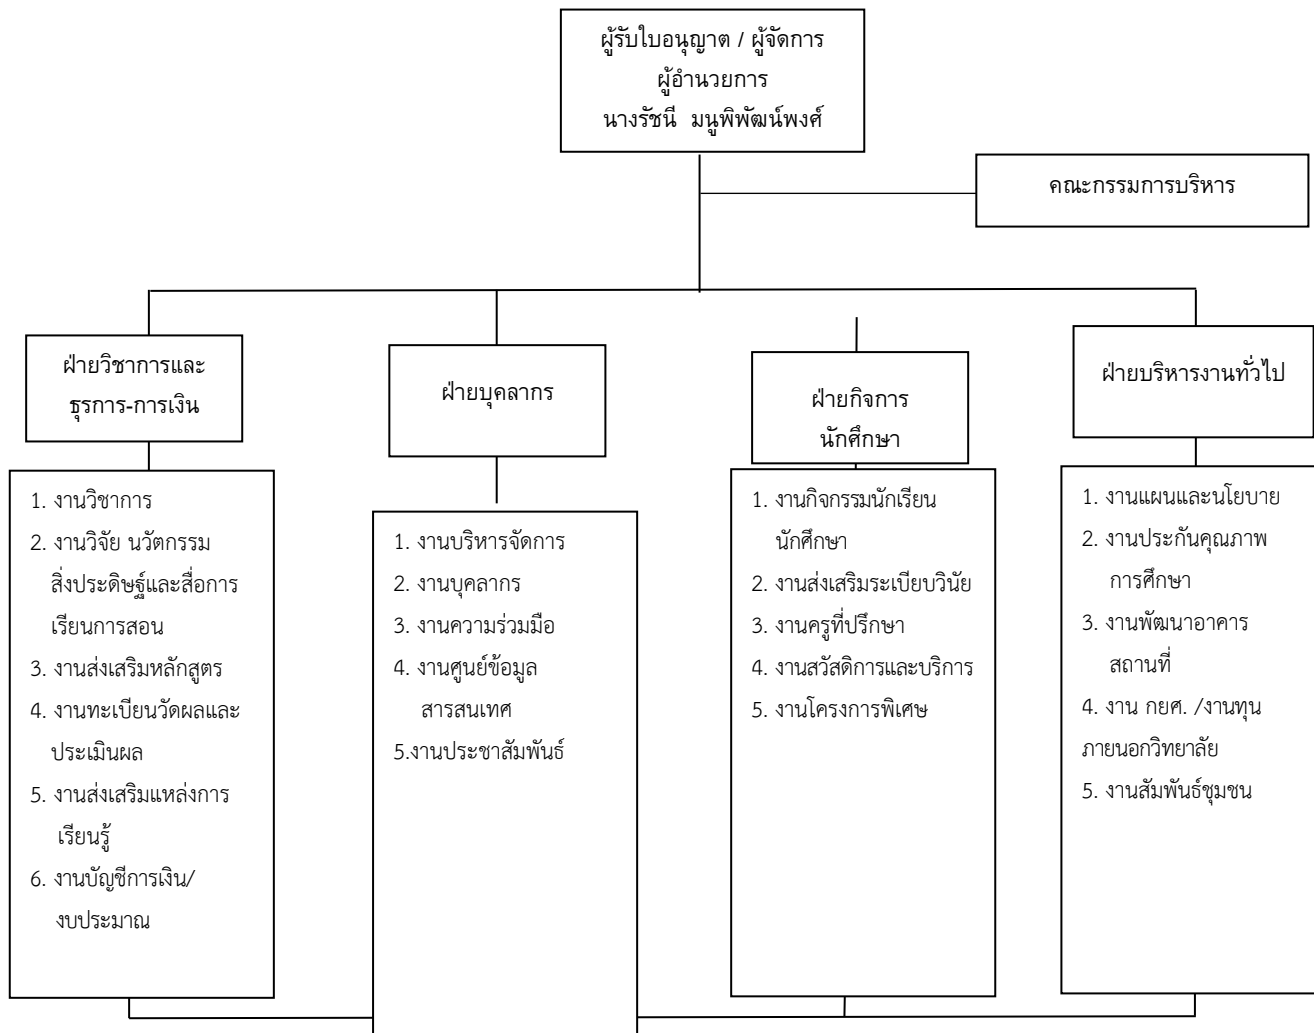 ผู้รับใบอนุญาต / ผู้จัดการ
ผู้อำนวยการ
นางรัชนี  มนูพิพัฒน์พงศ์
คณะกรรมการบริหาร
ฝ่ายวิชาการและ
ธุรการ-การเงิน
ฝ่ายบุคลากร
ฝ่ายกิจการ
นักศึกษา
ฝ่ายบริหารงานทั่วไป
1. งานวิชาการ
2. งานวิจัย นวัตกรรม
สิ่งประดิษฐ์และสื่อการ
เรียนการสอน
3. งานส่งเสริมหลักสูตร
4. งานทะเบียนวัดผลและ
ประเมินผล
5. งานส่งเสริมแหล่งการ
เรียนรู้
6. งานบัญชีการเงิน/
งบประมาณ
1. งานบริหารจัดการ
2. งานบุคลากร
3. งานความร่วมมือ
4. งานศูนย์ข้อมูล
สารสนเทศ
5.งานประชาสัมพันธ์
1. งานกิจกรรมนักเรียน
นักศึกษา
2. งานส่งเสริมระเบียบวินัย
3. งานครูที่ปรึกษา
4. งานสวัสดิการและบริการ
5. งานโครงการพิเศษ
1. งานแผนและนโยบาย
2. งานประกันคุณภาพ
การศึกษา
3. งานพัฒนาอาคาร
สถานที่
4. งาน กยศ. /งานทุน
ภายนอกวิทยาลัย
5. งานสัมพันธ์ชุมชน